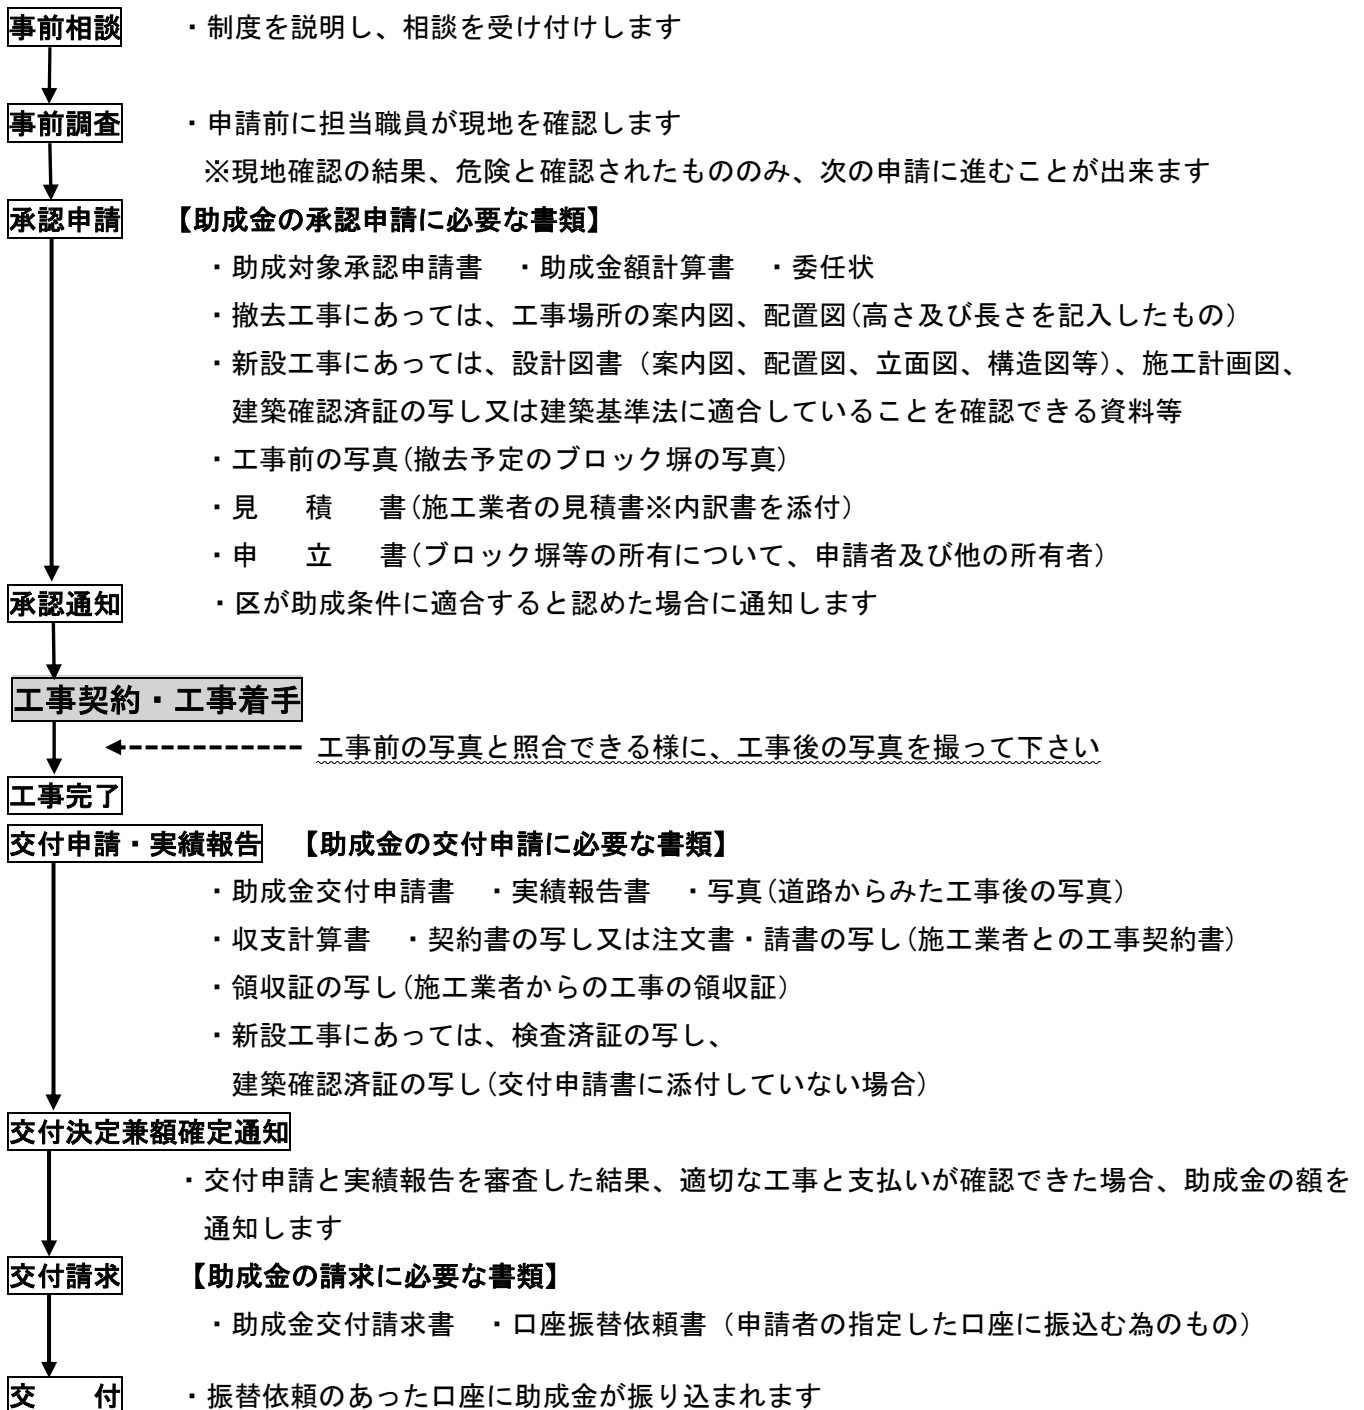 事前相談　・制度を説明し、相談を受け付けします
事前調査　・申請前に担当職員が現地を確認します
※現地確認の結果、危険と確認されたもののみ、次の申請に進むことが出来ます
承認申請　【助成金の承認申請に必要な書類】
・助成対象承認申請書　・助成金額計算書　・委任状
・撤去工事にあっては、工事場所の案内図、配置図(高さ及び長さを記入したもの)
・新設工事にあっては、設計図書（案内図、配置図、立面図、構造図等）、施工計画図、
建築確認済証の写し又は建築基準法に適合していることを確認できる資料等
・工事前の写真(撤去予定のブロック塀の写真)
・見　積　書(施工業者の見積書※内訳書を添付)
・申　立　書(ブロック塀等の所有について、申請者及び他の所有者)
承認通知　・区が助成条件に適合すると認めた場合に通知します
工事契約・工事着手
工事前の写真と照合できる様に、工事後の写真を撮って下さい
工事完了
交付申請・実績報告　【助成金の交付申請に必要な書類】
・助成金交付申請書　・実績報告書　・写真(道路からみた工事後の写真)
・収支計算書　・契約書の写し又は注文書・請書の写し(施工業者との工事契約書)
・領収証の写し(施工業者からの工事の領収証)
・新設工事にあっては、検査済証の写し、
建築確認済証の写し(交付申請書に添付していない場合)
交付決定兼額確定通知
・交付申請と実績報告を審査した結果、適切な工事と支払いが確認できた場合、助成金の額を
通知します
交付請求　【助成金の請求に必要な書類】
・助成金交付請求書　・口座振替依頼書（申請者の指定した口座に振込む為のもの）
交　付　・振替依頼のあった口座に助成金が振り込まれます